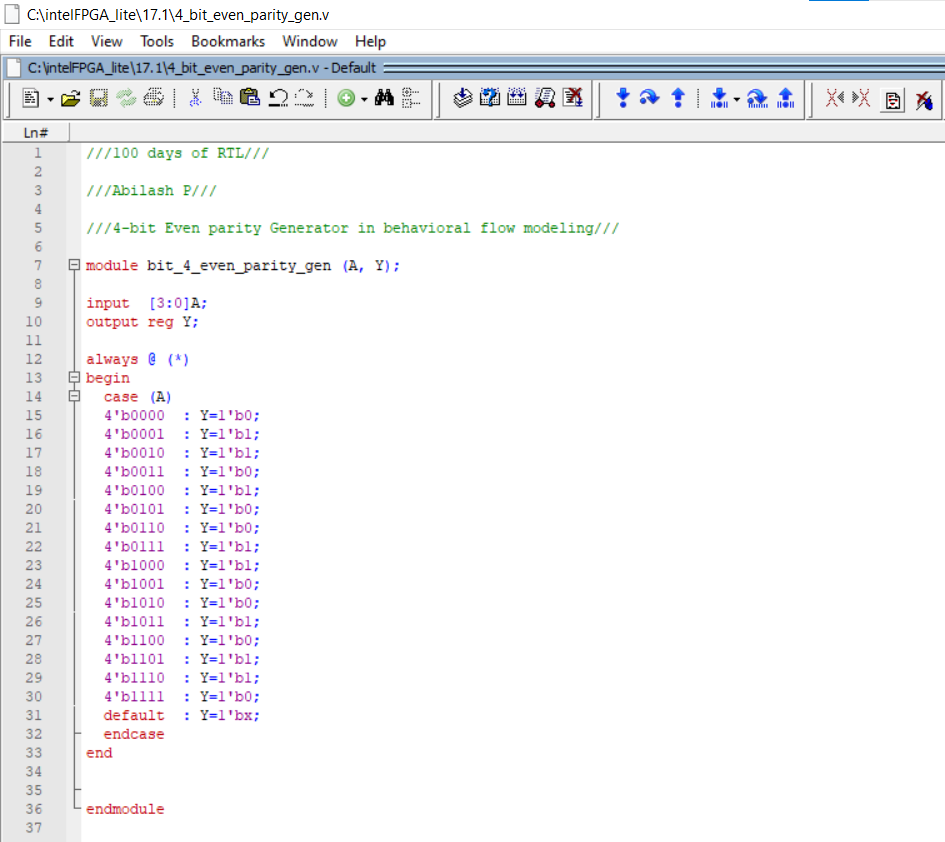 C:\intelFPGA_lite\17.1\4_bit_even_parity_gen.v
File Edit View Tools Bookmarks Window Help
C:\intelFPGA_lite\17.1\4_bit_even_parity_gen.v - Default
Ln#
1 ///100 days of RTL///
2
3 ///Abilash P///
4
5 ///4-bit Even parity Generator in behavioral flow modeling///
6
7 module bit_4_even_parity_gen (A, Y);
8
9 input [3:0]A;
10 output reg Y;
11
12 always @ (*)
13 begin
14 case (A)
15 4'b0000 : Y=1'b0;
16 4'b0001 : Y=1'b1;
17 4'b0010 : Y=1'b1;
18 4'b0011 : Y=1'b0;
19 4'b0100 : Y=1'b1;
20 4'b0101 : Y=1'b0;
21 4'b0110 : Y=1'b0;
22 4'b0111 : Y=1'b1;
23 4'b1000 : Y=1'b1;
24 4'b1001 : Y=1'b0;
25 4'b1010 : Y=1'b0;
26 4'b1011 : Y=1'b1;
27 4'b1100 : Y=1'b0;
28 4'b1101 : Y=1'b1;
29 4'b1110 : Y=1'b1;
30 4'b1111 : Y=1'b0;
31 default : Y=1'bx;
32 endcase
33 end
34
35
36 endmodule
37